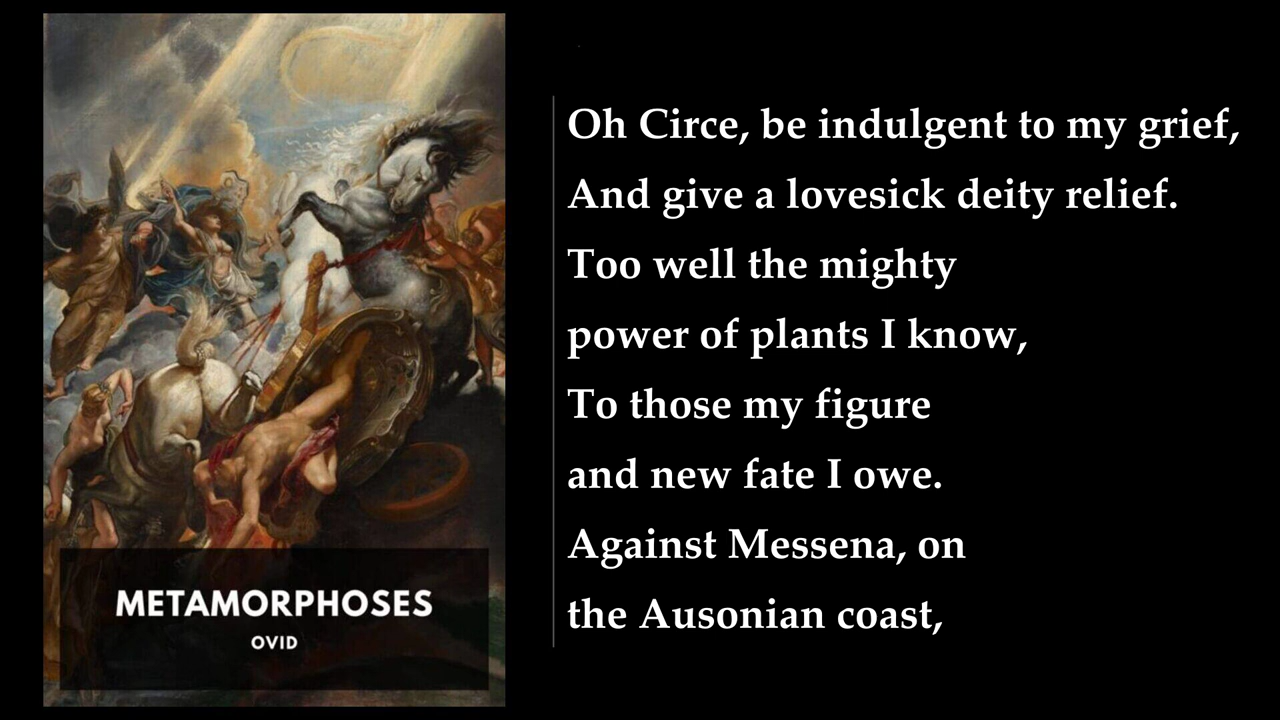 METAMORPHOSES
OVID
Oh Circe, be indulgent to my grief,
And give a lovesick deity relief.
Too well the mighty
power of plants I know,
To those my figure
and new fate I owe.
Against Messena, on
the Ausonian coast,